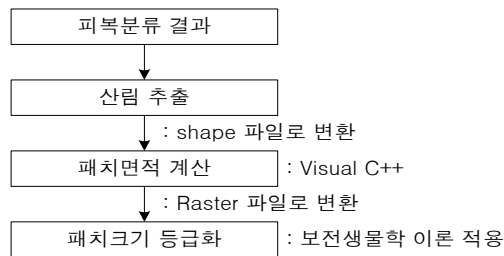 피복분류 결과
산림 추출
: shape 파일로 변환
패치면적 계산 : Visual C++
: Raster 파일로 변환
패치크기 등급화 : 보전생물학 이론 적용